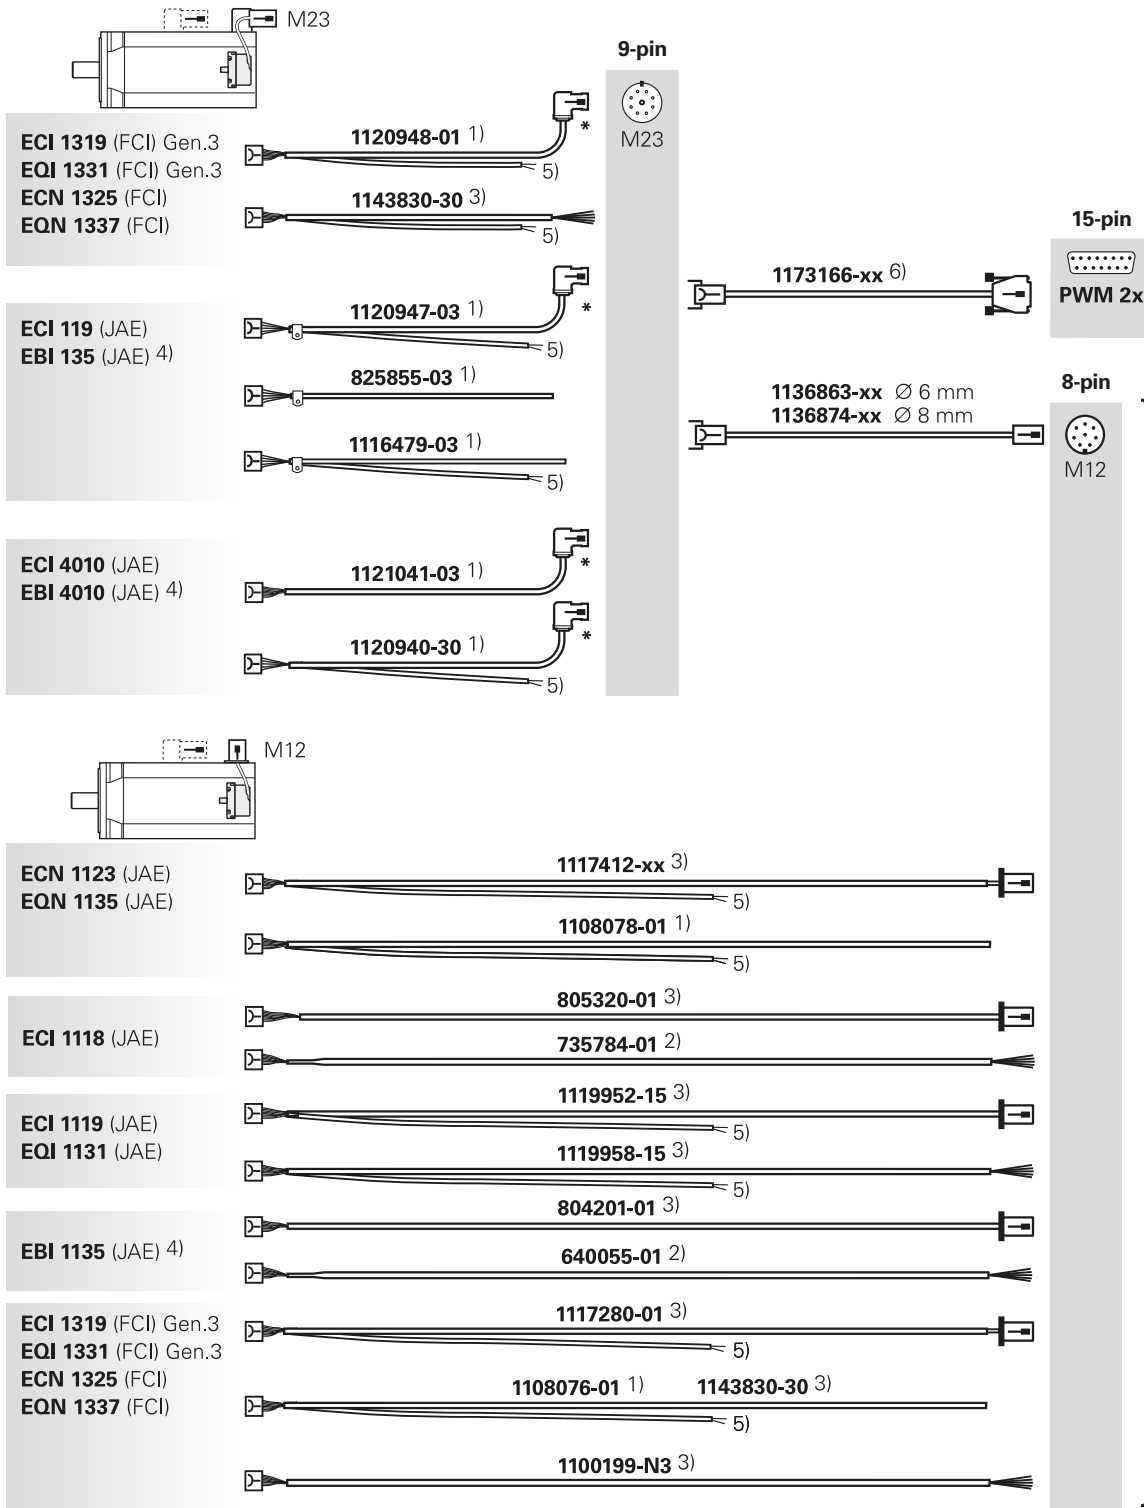 M23
9-pin
M23
ECI 1319 (FCI) Gen.3
EQI 1331 (FCI) Gen.3
ECN 1325 (FCI)
EQN 1337 (FCI)
1120948-01 1)
*
5)
1143830-30 3)
5)
15-pin
PWM 2x
1173166-xx 6)
ECI 119 (JAE)
EBI 135 (JAE) 4)
1120947-03 1)
*
5)
825855-03 1)
1116479-03 1)
5)
8-pin
M12
1136863-xx Ø 6 mm
1136874-xx Ø 8 mm
ECI 4010 (JAE)
EBI 4010 (JAE) 4)
1121041-03 1)
*
1120940-30 1)
*
5)
M12
ECN 1123 (JAE)
EQN 1135 (JAE)
1117412-xx 3)
5)
1108078-01 1)
5)
ECI 1118 (JAE)
805320-01 3)
735784-01 2)
ECI 1119 (JAE)
EQI 1131 (JAE)
1119952-15 3)
5)
1119958-15 3)
5)
EBI 1135 (JAE) 4)
804201-01 3)
640055-01 2)
ECI 1319 (FCI) Gen.3
EQI 1331 (FCI) Gen.3
ECN 1325 (FCI)
EQN 1337 (FCI)
1117280-01 3)
5)
1108076-01 1) 1143830-30 3)
5)
1100199-N3 3)